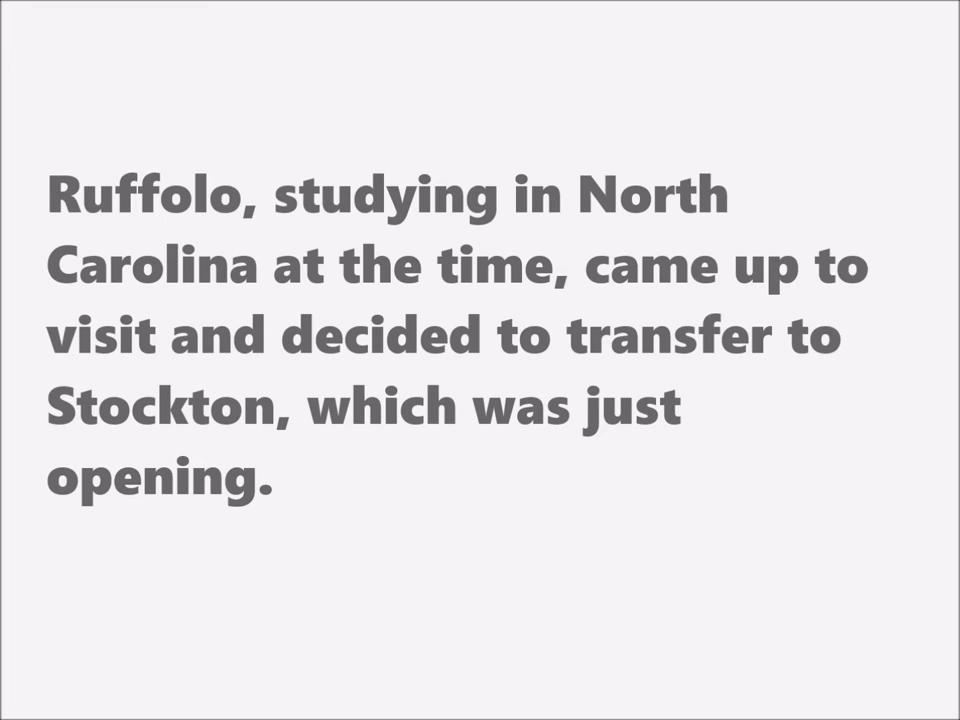 Ruffolo, studying in North
Carolina at the time, came up to
visit and decided to transfer to
Stockton, which was just
opening.